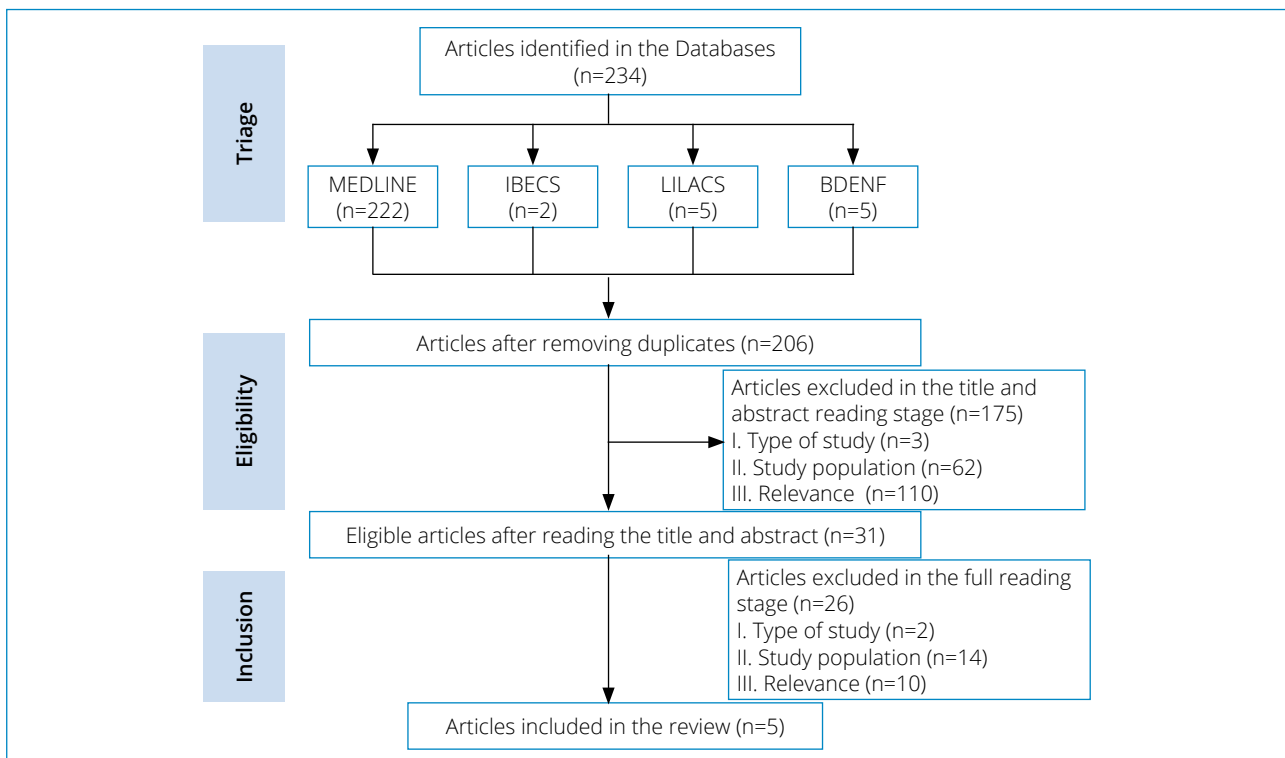 Triage
Articles identified in the Databases
(n=234)
MEDLINE
(n=222)
IBECS
(n=2)
LILACS
(n=5)
BDENF
(n=5)
Eligibility
Articles after removing duplicates (n=206)
Articles excluded in the title and
abstract reading stage (n=175)
I. Type of study (n=3)
II. Study population (n=62)
III. Relevance (n=110)
Eligible articles after reading the title and abstract (n=31)
Inclusion
Articles excluded in the full reading
stage (n=26)
I. Type of study (n=2)
II. Study population (n=14)
III. Relevance (n=10)
Articles included in the review (n=5)